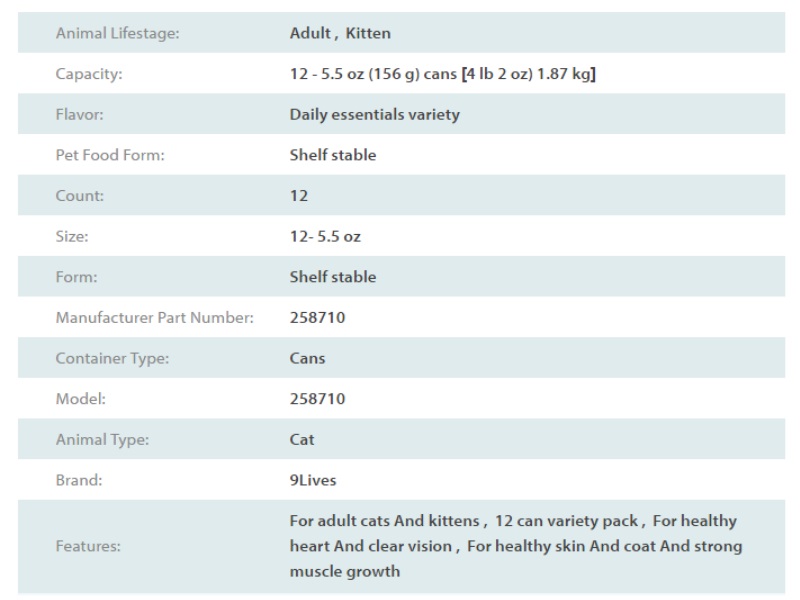 Animal Lifestage: Adult , Kitten
Capacity: 12 - 5.5 oz (156 g) cans [4 lb 2 oz) 1.87 kg]
Flavor: Daily essentials variety
Pet Food Form: Shelf stable
Count: 12
Size: 12- 5.5 oz
Form: Shelf stable
Manufacturer Part Number: 258710
Container Type: Cans
Model: 258710
Animal Type: Cat
Brand: 9Lives
Features: For adult cats And kittens , 12 can variety pack , For healthy
heart And clear vision , For healthy skin And coat And strong
muscle growth